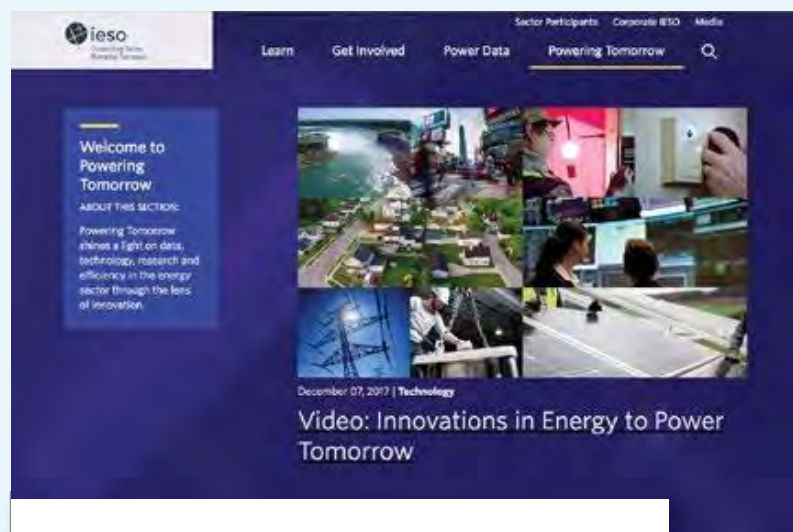 ieso
Sector Participants Corporate IESO Media
Learn Get Involved Power Data Powering Tomorrow
Welcome to
Powering
Tomorrow
ABOUT THIS SECTION:
Powering Tomorrow
shines a light on data,
technology, research and
efficiency in the energy
sector through the lens
of innovation.
December 07, 2017 | Technology
Video: Innovations in Energy to Power
Tomorrow